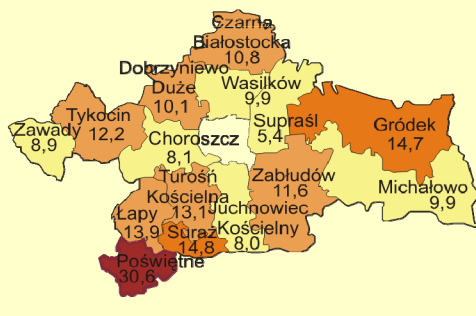 Czarna
Białostocka
10,8
Dobrzyniewo
Duże
10,1
Wasilków
9,9
Tykocin
12,2
Supraśl
5,4
Gródek
14,7
Zawady
8,9
Choroszcz
8,1
Turośń
Kościelna
13,1
Zabłudów
11,6
Michałowo
9,9
Juchnowiec
Kościelny
8,0
Łapy
13,9
Suraż
14,8
Poświętne
30,6